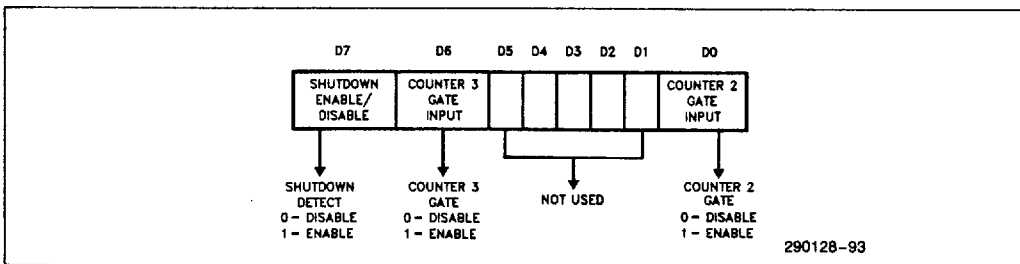 D7 D6 D5 D4 D3 D2 D1 D0
SHUTDOWN
ENABLE/
DISABLE
COUNTER 3
GATE
INPUT
COUNTER 2
GATE
INPUT
SHUTDOWN
DETECT
0 - DISABLE
1 - ENABLE
COUNTER 3
GATE
0 - DISABLE
1 - ENABLE
NOT USED
COUNTER 2
GATE
0 - DISABLE
1 - ENABLE
290128-93